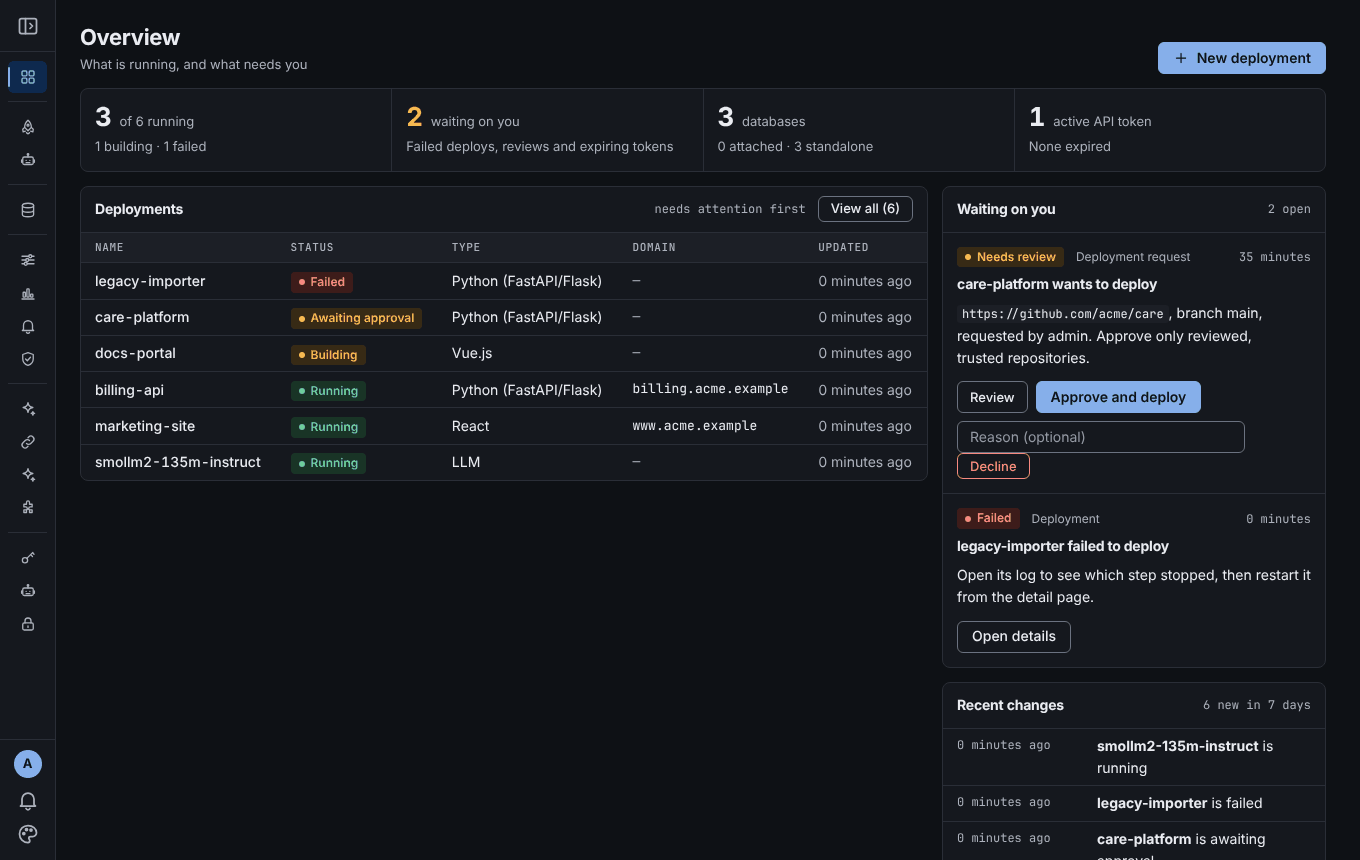 Overview
What is running, and what needs you
+ New deployment
3 of 6 running
1 building · 1 failed
2 waiting on you
Failed deploys, reviews and expiring tokens
3 databases
0 attached · 3 standalone
1 active API token
None expired
Deployments
needs attention first
View all (6)
NAME STATUS TYPE DOMAIN UPDATED
legacy-importer Failed Python (FastAPI/Flask) — 0 minutes ago
care-platform Awaiting approval Python (FastAPI/Flask) — 0 minutes ago
docs-portal Building Vue.js — 0 minutes ago
billing-api Running Python (FastAPI/Flask) billing.acme.example 0 minutes ago
marketing-site Running React www.acme.example 0 minutes ago
smollm2-135m-instruct Running LLM — 0 minutes ago
Waiting on you 2 open
Needs review Deployment request 35 minutes
care-platform wants to deploy
https://github.com/acme/care , branch main,
requested by admin. Approve only reviewed,
trusted repositories.
Review Approve and deploy
Reason (optional)
Decline
Failed Deployment 0 minutes
legacy-importer failed to deploy
Open its log to see which step stopped, then restart it
from the detail page.
Open details
Recent changes 6 new in 7 days
0 minutes ago smollm2-135m-instruct is
running
0 minutes ago legacy-importer is failed
0 minutes ago care-platform is awaiting
approval
A